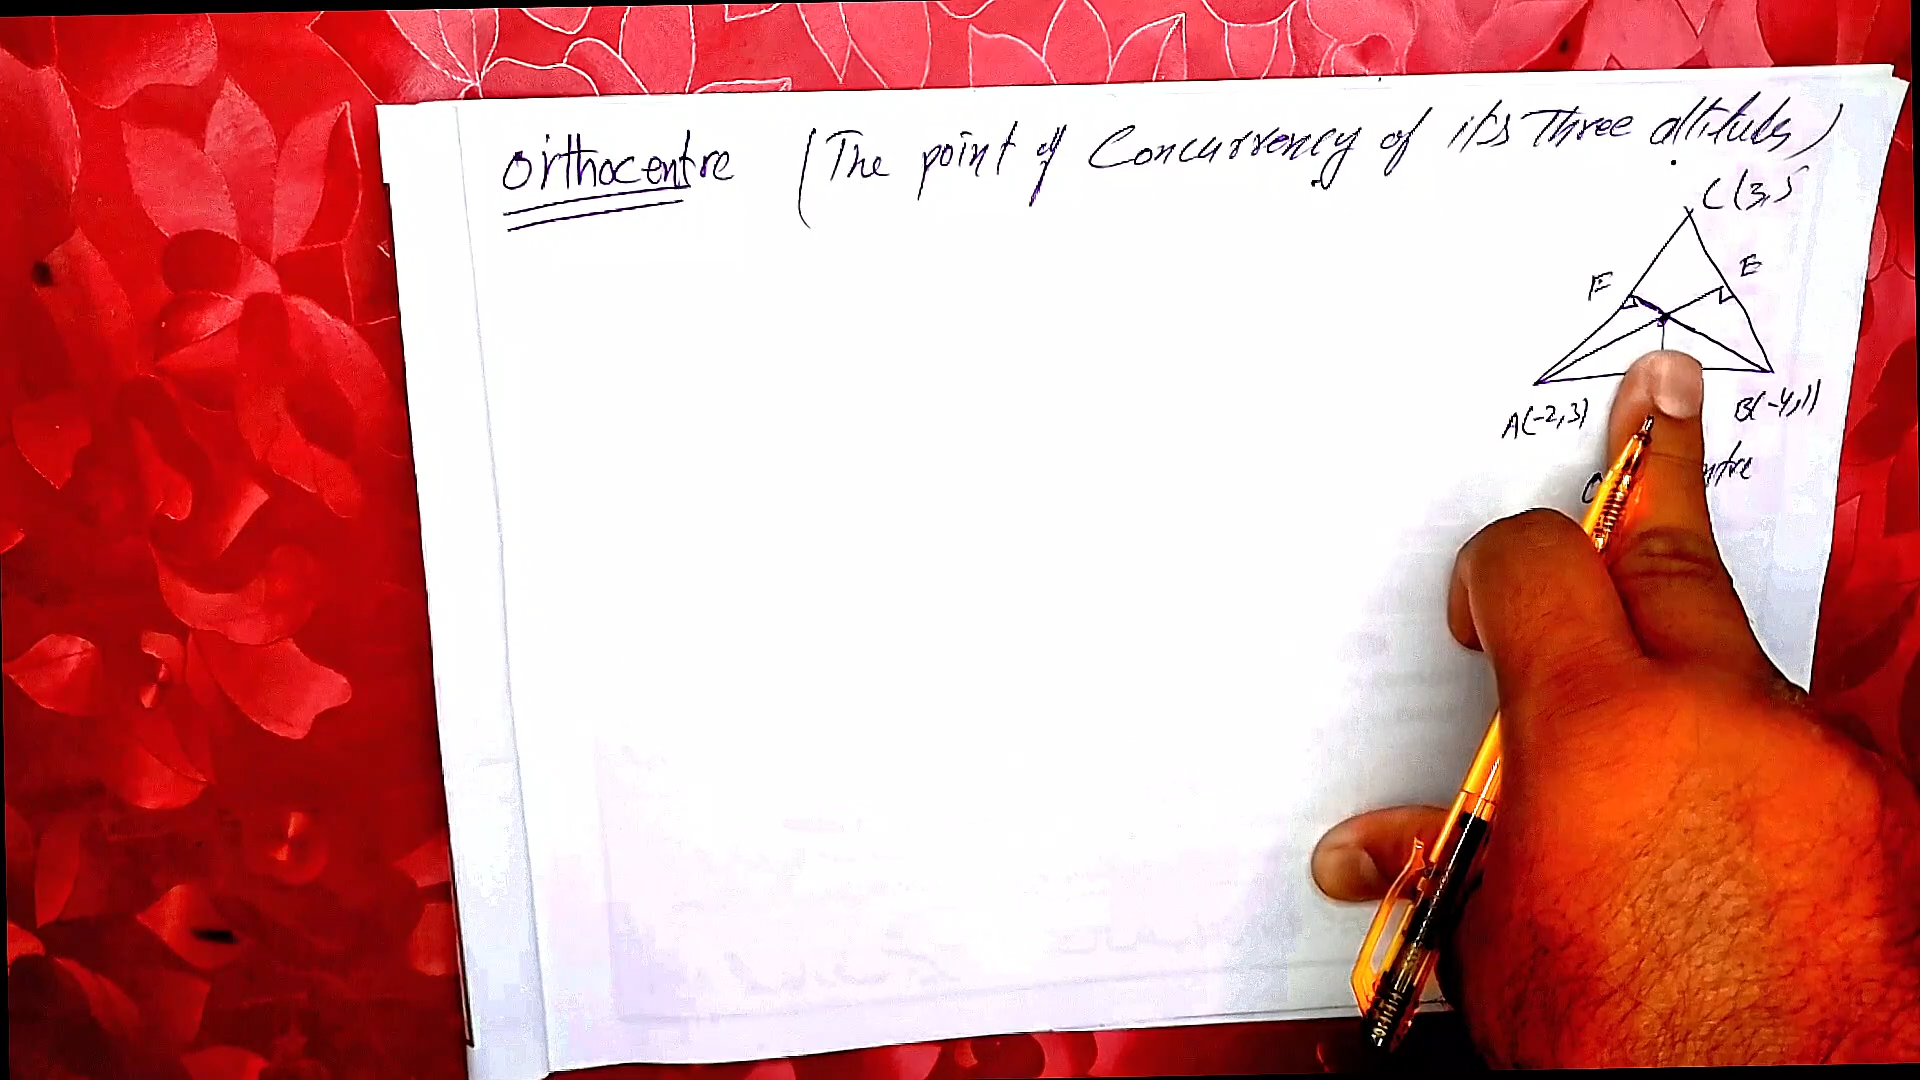 orthocentre (The point of Concurrency of its Three altitudes)
C(3,5
F
E
A(-2,3)
B(-4,1)